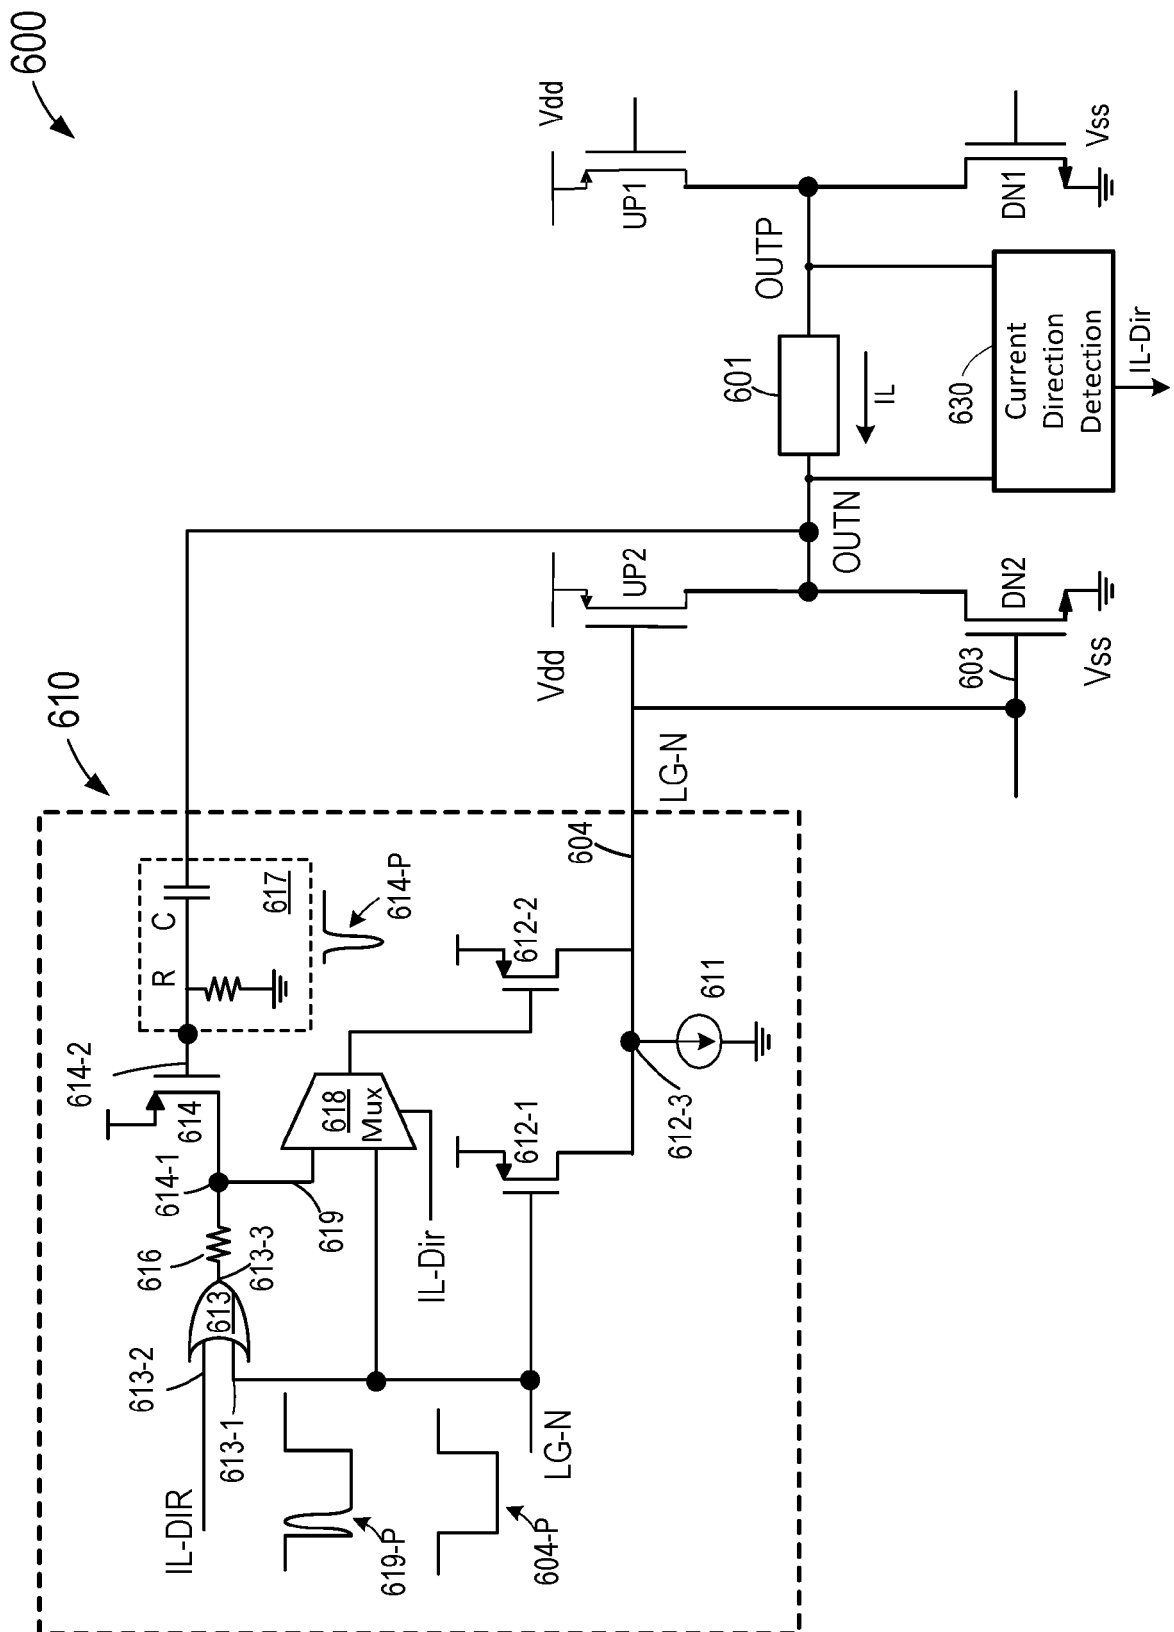 600
610
Vdd
UP1
OUTP
DN1
Vss
601
IL
630
Current
Direction
Detection
IL-Dir
OUTN
UP2
Vdd
DN2
603
Vss
LG-N
604
C
R
617
614-P
614-2
614
614-1
618
Mux
612-2
611
612-1
612-3
619
616
613-3
613
613-2
613-1
IL-Dir
IL-DIR
619-P
604-P
LG-N